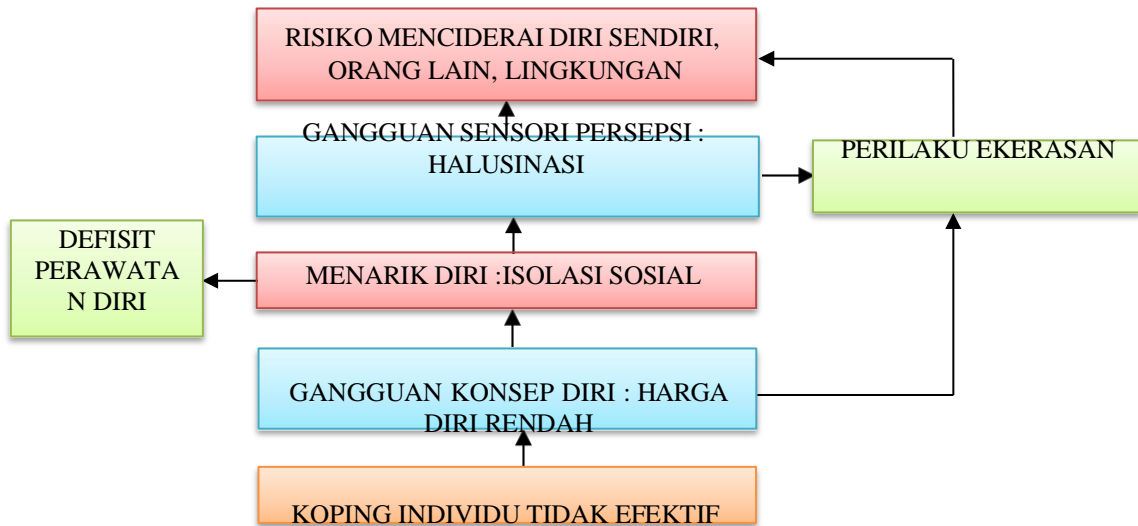 RISIKO MENCIDERAI DIRI SENDIRI,
ORANG LAIN, LINGKUNGAN
GANGGUAN SENSORI PERSEPSI :
HALUSINASI
PERILAKU EKERASAN
DEFISIT
PERAWATA
N DIRI
MENARIK DIRI :ISOLASI SOSIAL
GANGGUAN KONSEP DIRI : HARGA
DIRI RENDAH
KOPING INDIVIDU TIDAK EFEKTIF